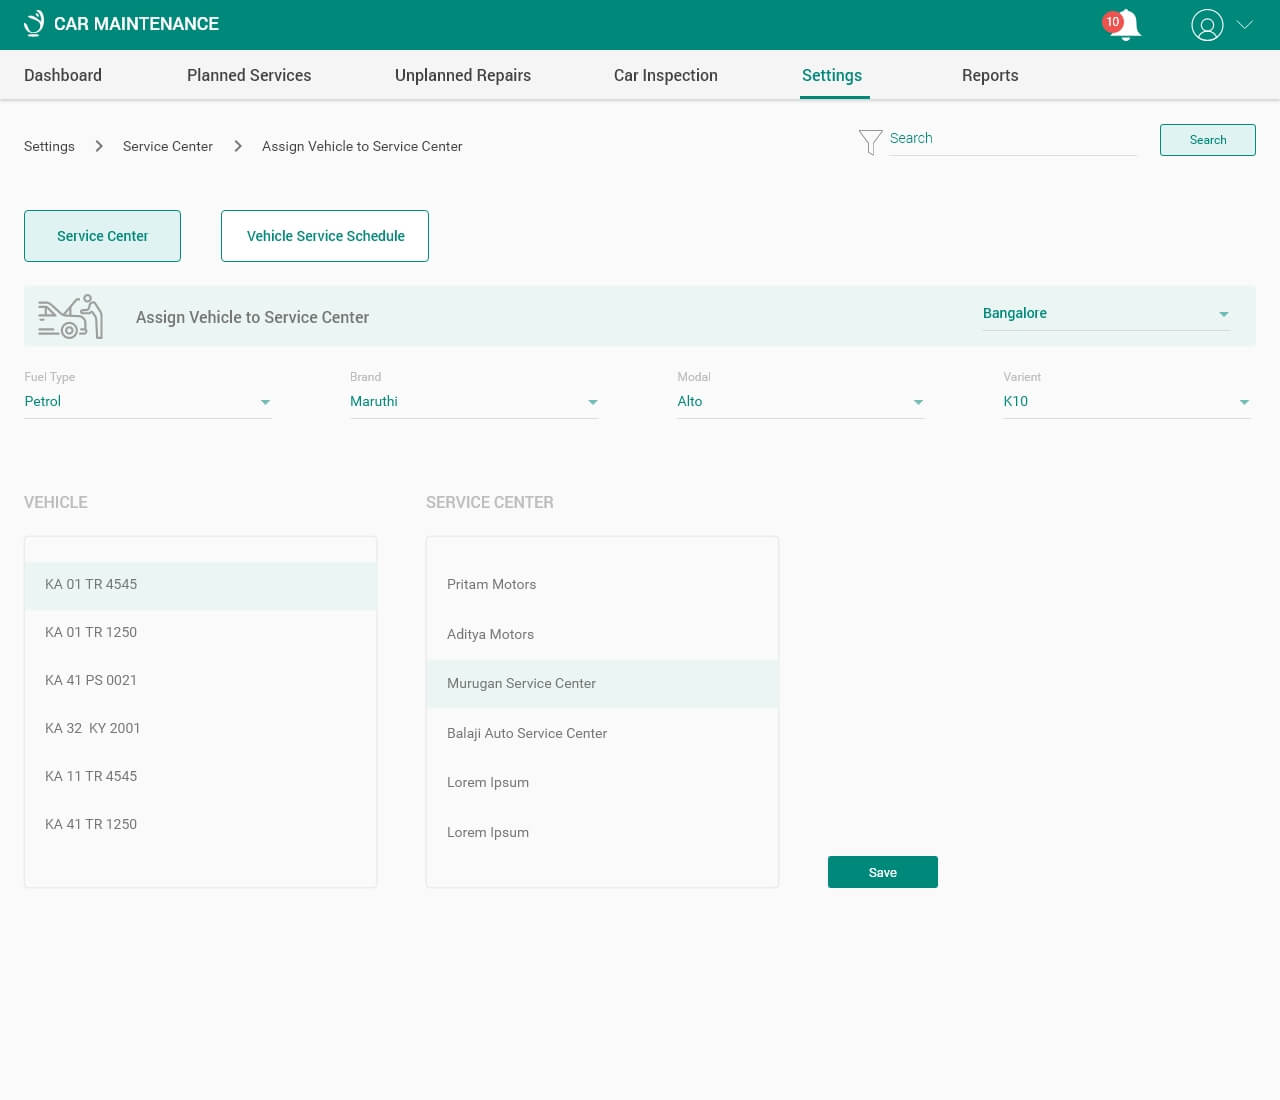 CAR MAINTENANCE
10
Dashboard Planned Services Unplanned Repairs Car Inspection Settings Reports
Settings Service Center Assign Vehicle to Service Center
Search
Search
Service Center Vehicle Service Schedule
Assign Vehicle to Service Center
Bangalore
Fuel Type Brand Modal Varient
Petrol Maruthi Alto K10
VEHICLE
KA 01 TR 4545
KA 01 TR 1250
KA 41 PS 0021
KA 32  KY 2001
KA 11 TR 4545
KA 41 TR 1250
SERVICE CENTER
Pritam Motors
Aditya Motors
Murugan Service Center
Balaji Auto Service Center
Lorem Ipsum
Lorem Ipsum
Save